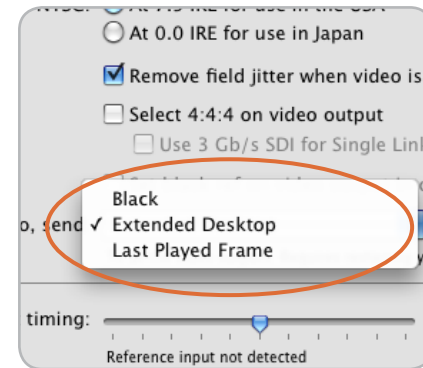 At 0.0 IRE for use in Japan
Remove field jitter when video is
Select 4:4:4 on video output
Use 3 Gb/s SDI for Single Lin
Black
o, send ✓ Extended Desktop
Last Played Frame
timing:
Reference input not detected